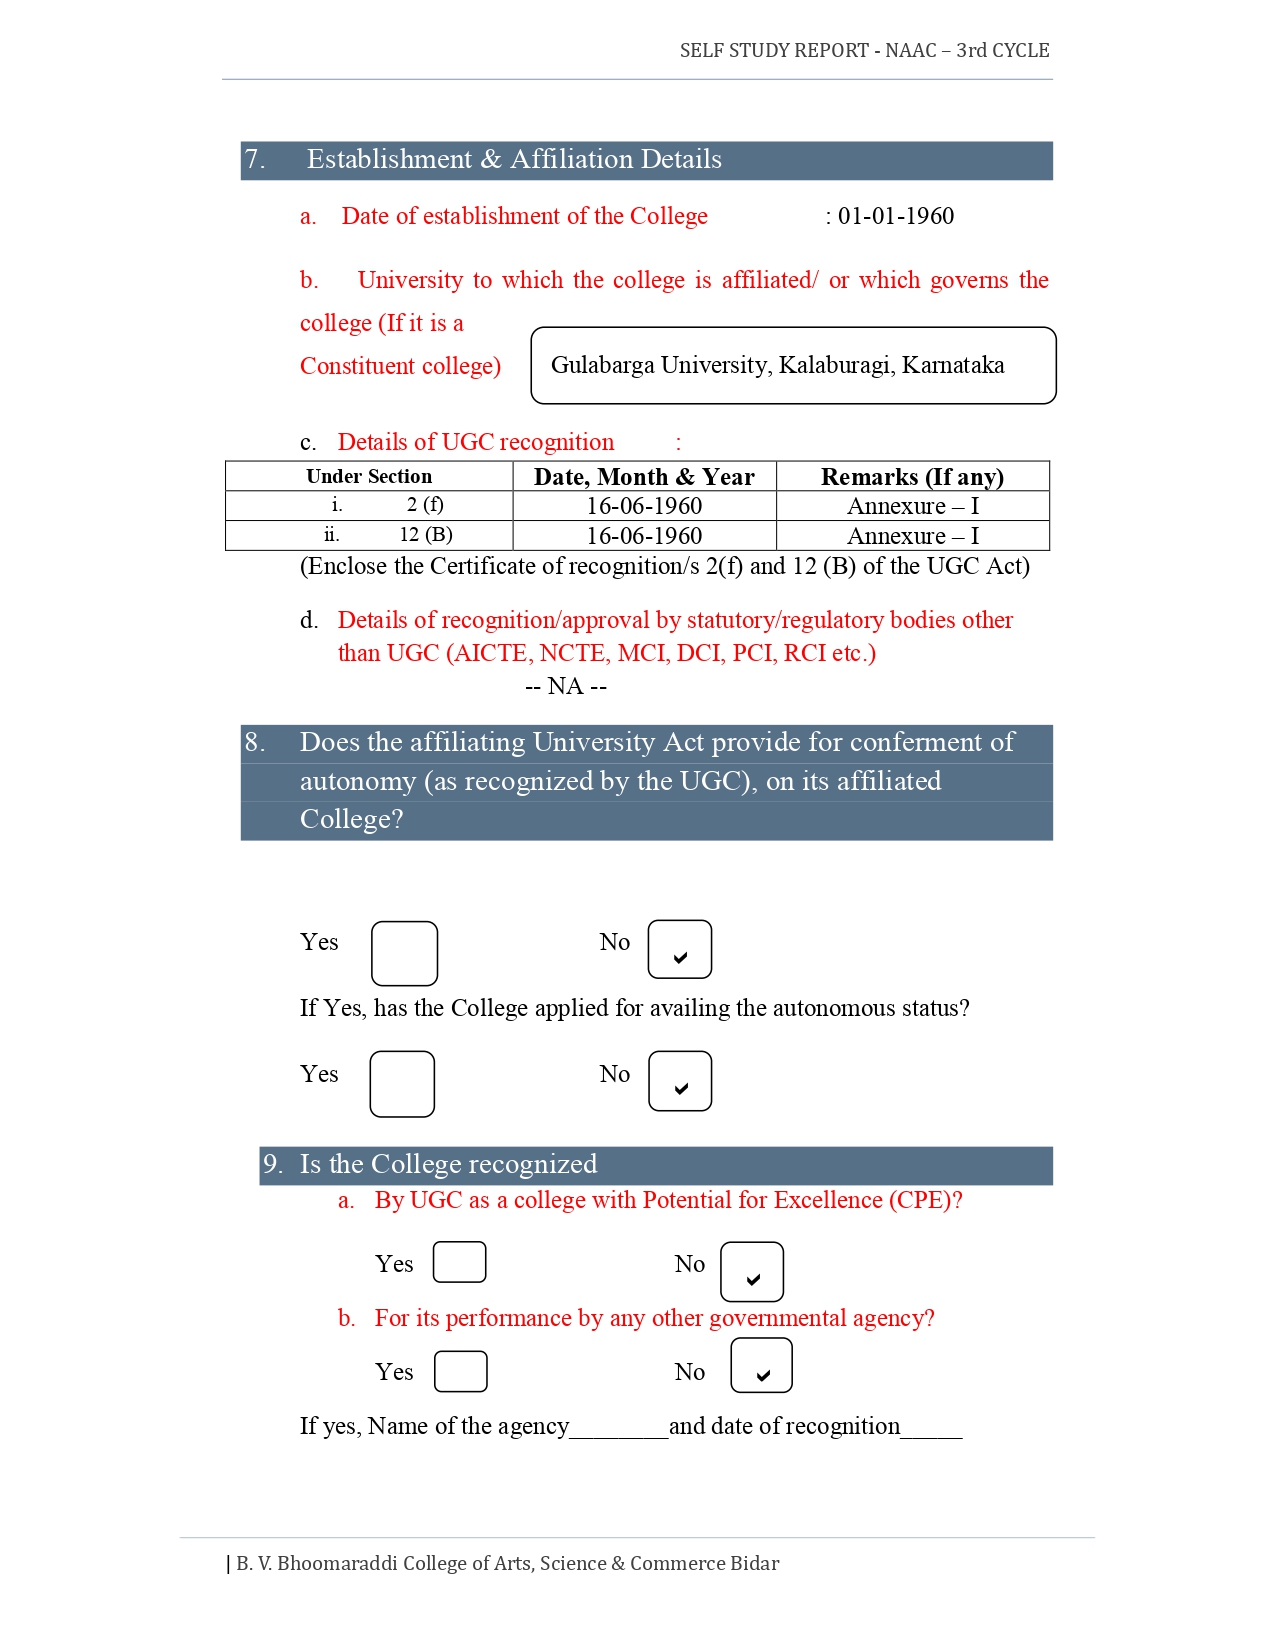 SELF STUDY REPORT - NAAC – 3rd CYCLE
7. Establishment & Affiliation Details
a. Date of establishment of the College : 01-01-1960
b. University to which the college is affiliated/ or which governs the
college (If it is a
Constituent college) Gulabarga University, Kalaburagi, Karnataka
c. Details of UGC recognition :
Under Section Date, Month & Year Remarks (If any)
i. 2 (f) 16-06-1960 Annexure – I
ii. 12 (B) 16-06-1960 Annexure – I
(Enclose the Certificate of recognition/s 2(f) and 12 (B) of the UGC Act)
d. Details of recognition/approval by statutory/regulatory bodies other
than UGC (AICTE, NCTE, MCI, DCI, PCI, RCI etc.)
-- NA --
8. Does the affiliating University Act provide for conferment of
autonomy (as recognized by the UGC), on its affiliated
College?
Yes No ✓
If Yes, has the College applied for availing the autonomous status?
Yes No ✓
9. Is the College recognized
a. By UGC as a college with Potential for Excellence (CPE)?
Yes No ✓
b. For its performance by any other governmental agency?
Yes No ✓
If yes, Name of the agency________and date of recognition_____
| B. V. Bhoomaraddi College of Arts, Science & Commerce Bidar